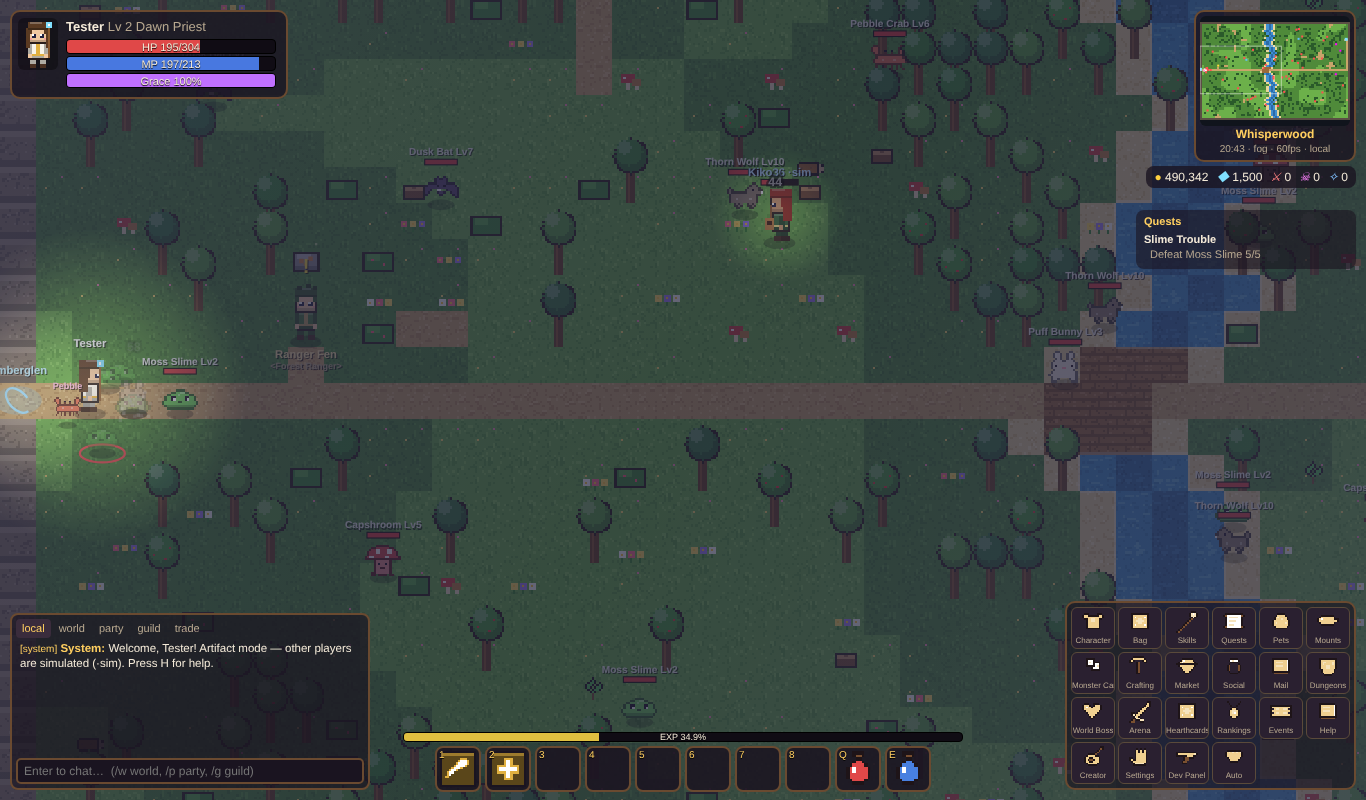 Tester Lv 2 Dawn Priest
HP 195/304
MP 197/213
Grace 100%
Pebble Crab Lv6
Whisperwood
20:43 · fog · 60fps · local
490,342 1,500 0 0 0
Moss Slime Lv2
Quests
Slime Trouble
Defeat Moss Slime 5/5
Dusk Bat Lv7
Thorn Wolf Lv10
44
Thorn Wolf Lv10
Puff Bunny Lv3
Tester
Moss Slime Lv2
Ranger Fen
<Forest Ranger>
mberglen
Pebble
Moss Slime Lv2
Thorn Wolf Lv10
Caps
Capshroom Lv5
Moss Slime Lv2
local world party guild trade
[system] System: Welcome, Tester! Artifact mode — other players
are simulated (·sim). Press H for help.
Enter to chat… (/w world, /p party, /g guild)
EXP 34.9%
1 2 3 4 5 6 7 8 Q E
Character Bag Skills Quests Pets Mounts
Monster Ca Crafting Market Social Mail Dungeons
World Boss Arena Hearthcards Rankings Events Help
Creator Settings Dev Panel Auto